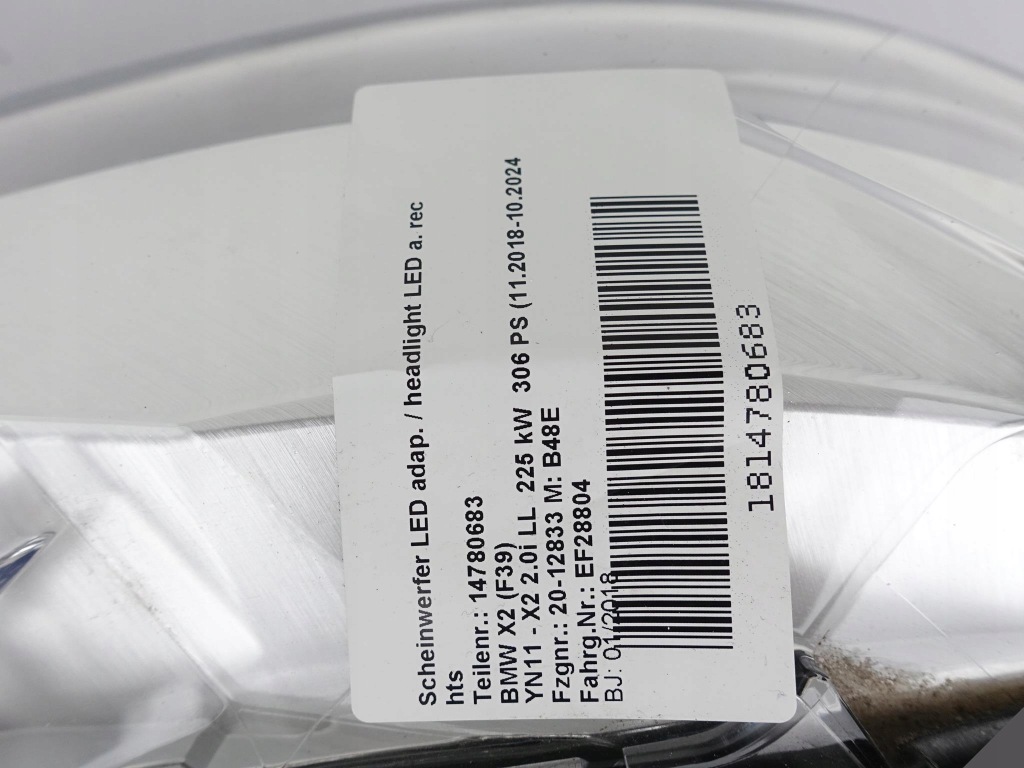 Scheinwerfer LED adap. / headlight LED a. rec
hts
Teilenr.: 14780683
BMW X2 (F39)
YN11 - X2 2.0i LL 225 kW 306 PS (11.2018-10.2024
Fzgnr.: 20-12833 M: B48E
Fahrg.Nr.: EF28804
BJ: 01/2018
1814780683